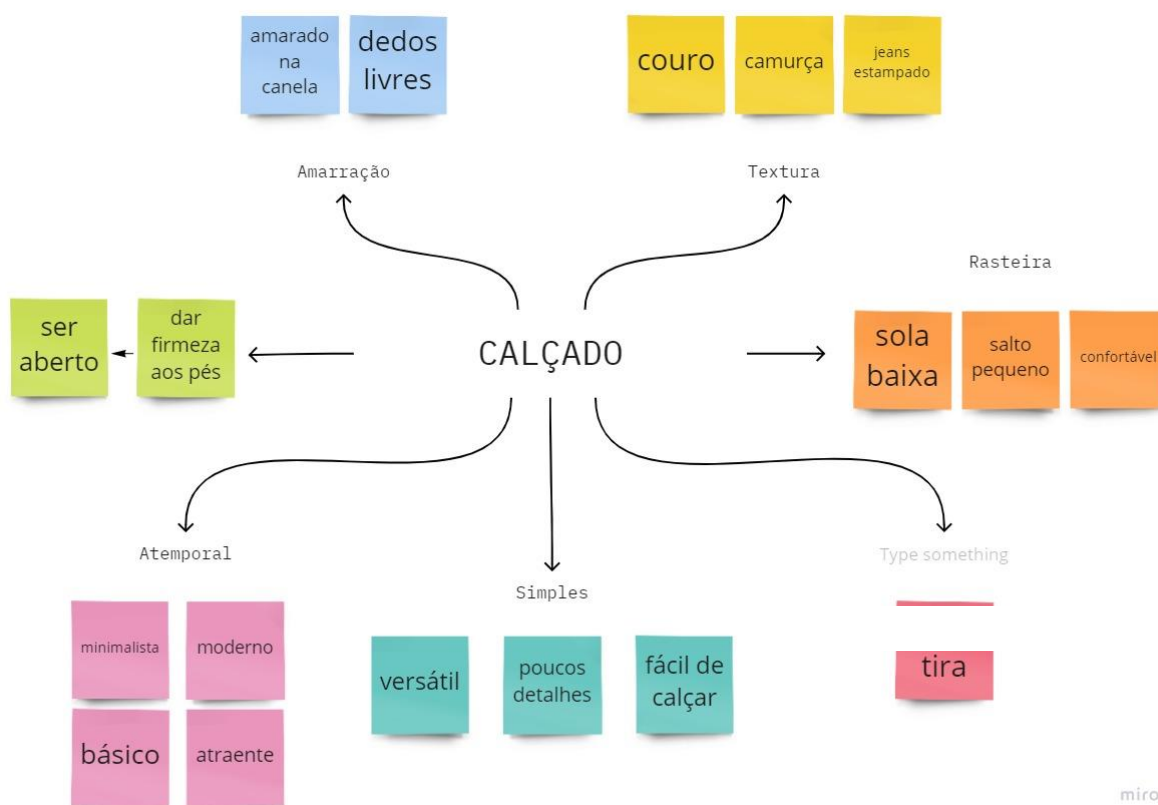 amarado
na
canela
dedos
livres
Amarração
couro
camurça
jeans
estampado
Textura
Rasteira
sola
baixa
salto
pequeno
confortável
ser
aberto
dar
firmeza
aos pés
CALÇADO
Atemporal
minimalista
moderno
básico
atraente
Simples
versátil
poucos
detalhes
fácil de
calçar
Type something
tira
miro